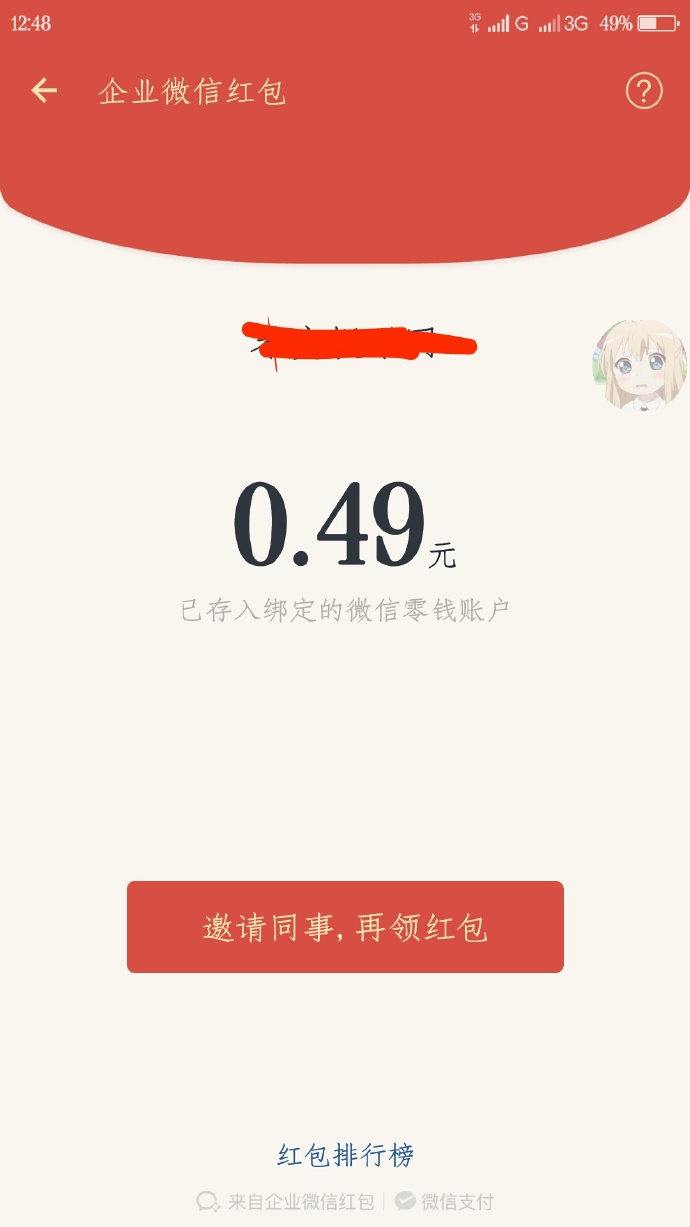 12:48 3G G 3G 49%
企业微信红包 ?
0.49元
已存入绑定的微信零钱账户
邀请同事,再领红包
红包排行榜
来自企业微信红包 | 微信支付